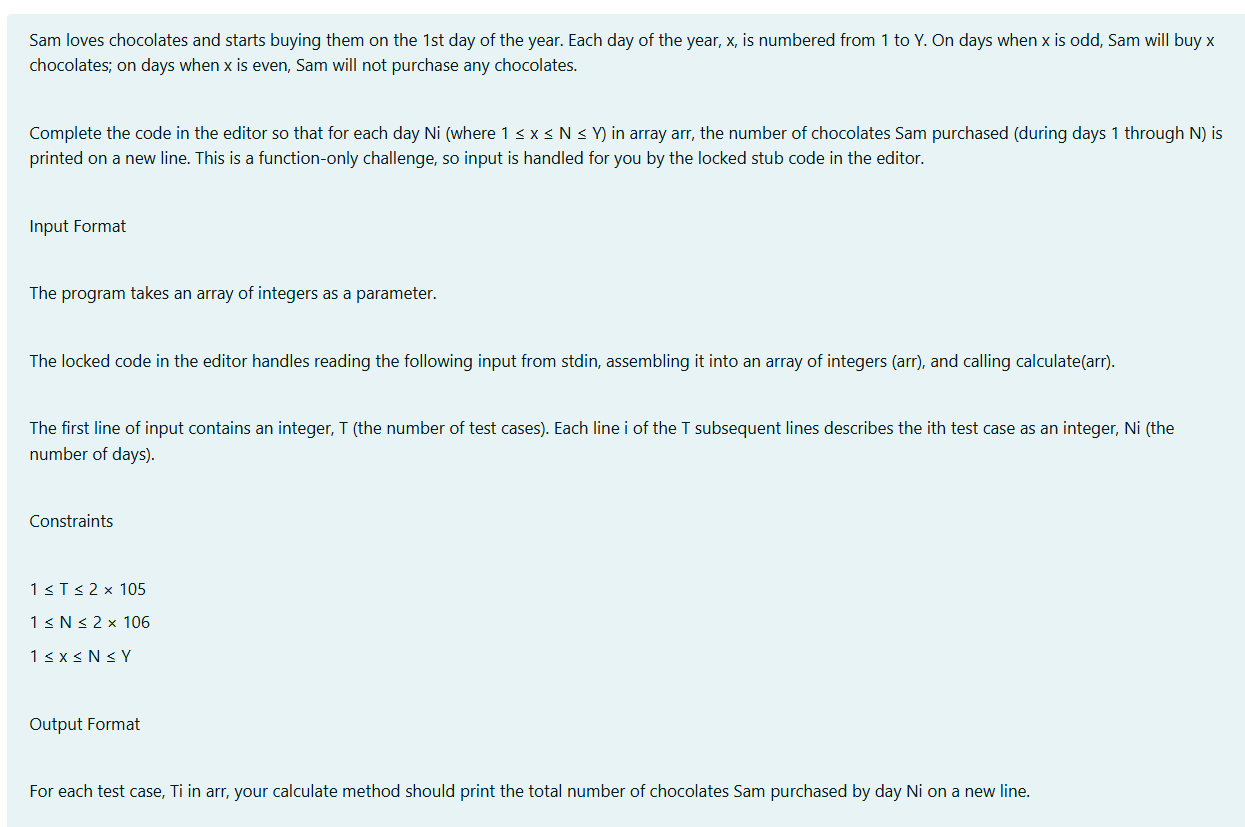 Sam loves chocolates and starts buying them on the 1st day of the year. Each day of the year, x, is numbered from 1 to Y. On days when x is odd, Sam will buy x
chocolates; on days when x is even, Sam will not purchase any chocolates.
Complete the code in the editor so that for each day Ni (where 1 ≤ x ≤ N ≤ Y) in array arr, the number of chocolates Sam purchased (during days 1 through N) is
printed on a new line. This is a function-only challenge, so input is handled for you by the locked stub code in the editor.
Input Format
The program takes an array of integers as a parameter.
The locked code in the editor handles reading the following input from stdin, assembling it into an array of integers (arr), and calling calculate(arr).
The first line of input contains an integer, T (the number of test cases). Each line i of the T subsequent lines describes the ith test case as an integer, Ni (the
number of days).
Constraints
1 ≤ T ≤ 2 × 105
1 ≤ N ≤ 2 × 106
1 ≤ x ≤ N ≤ Y
Output Format
For each test case, Ti in arr, your calculate method should print the total number of chocolates Sam purchased by day Ni on a new line.